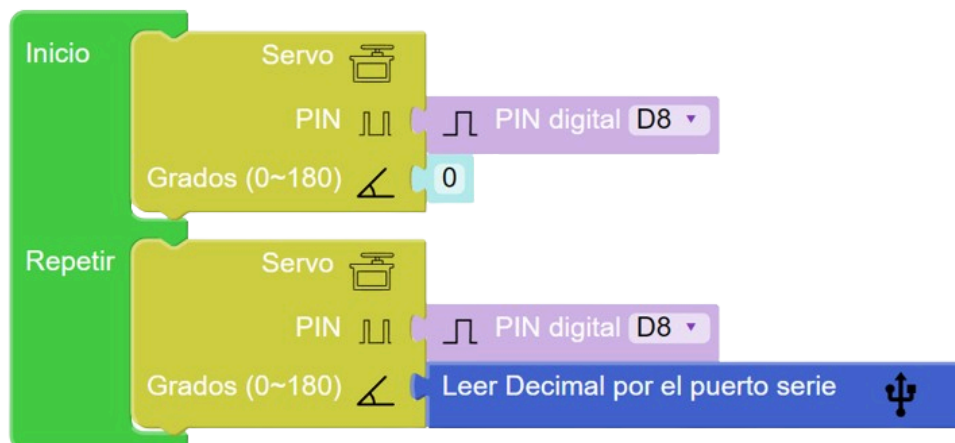 Inicio
Servo
PIN
PIN digital D8
Grados (0~180)
0
Repetir
Servo
PIN
PIN digital D8
Grados (0~180)
Leer Decimal por el puerto serie